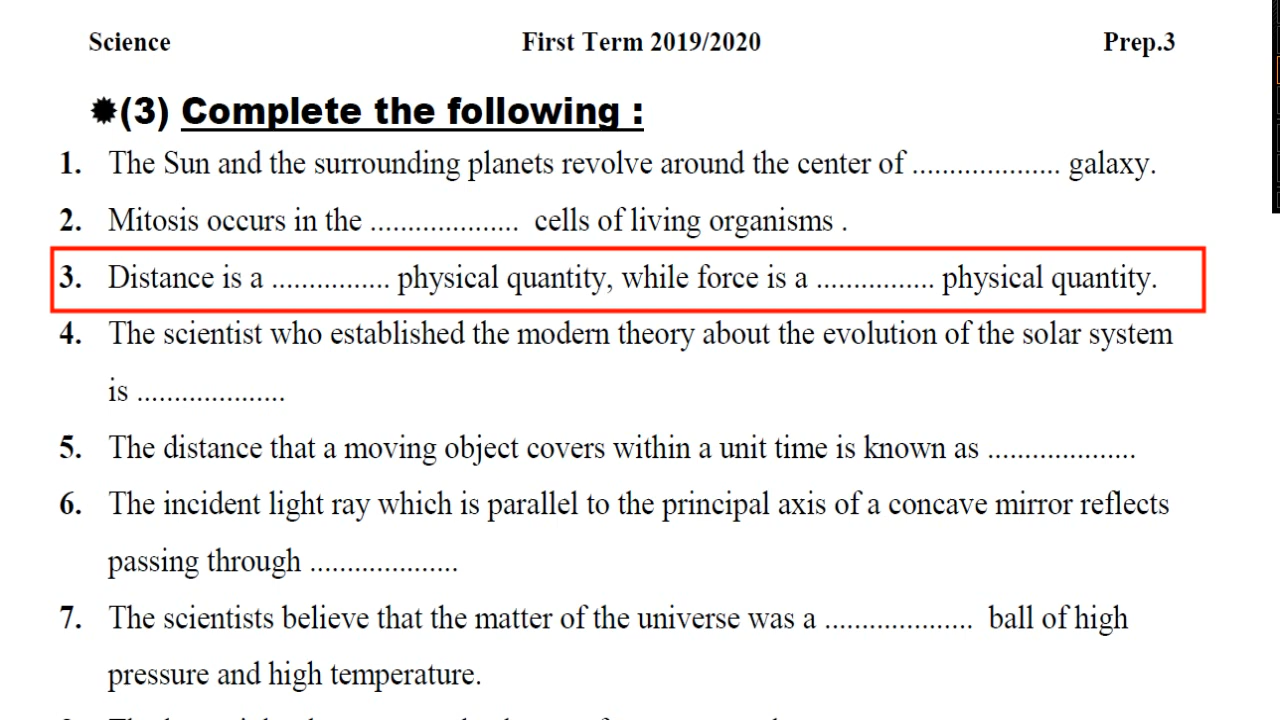 Science First Term 2019/2020 Prep.3
✹(3) Complete the following :
1. The Sun and the surrounding planets revolve around the center of .................... galaxy.
2. Mitosis occurs in the .................... cells of living organisms .
3. Distance is a ................ physical quantity, while force is a ................ physical quantity.
4. The scientist who established the modern theory about the evolution of the solar system
is ....................
5. The distance that a moving object covers within a unit time is known as ....................
6. The incident light ray which is parallel to the principal axis of a concave mirror reflects
passing through ....................
7. The scientists believe that the matter of the universe was a .................... ball of high
pressure and high temperature.